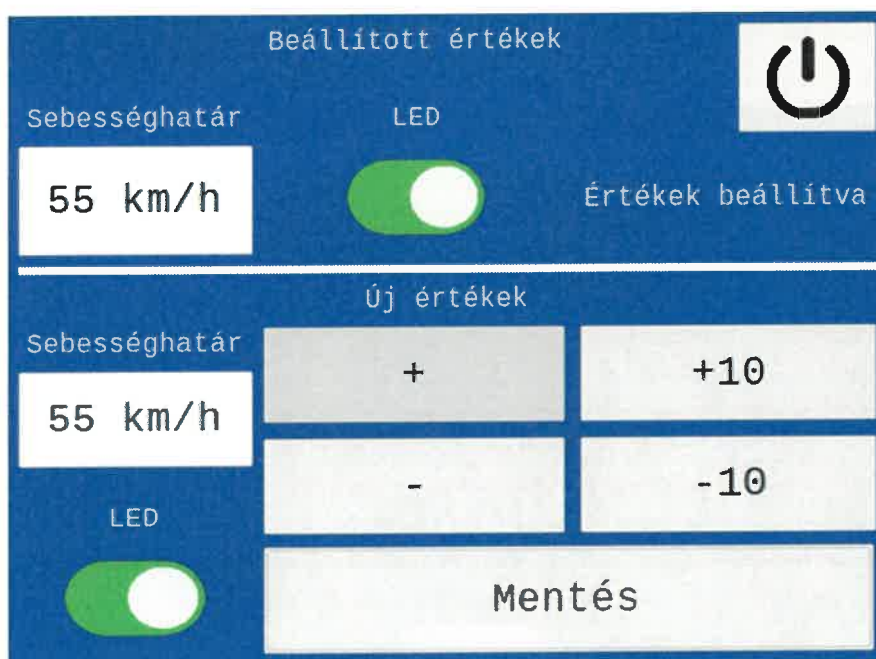 Beállított értékek
Sebességhatár
LED
55 km/h
Értékek beállítva
Új értékek
Sebességhatár
+
+10
55 km/h
-
-10
LED
Mentés